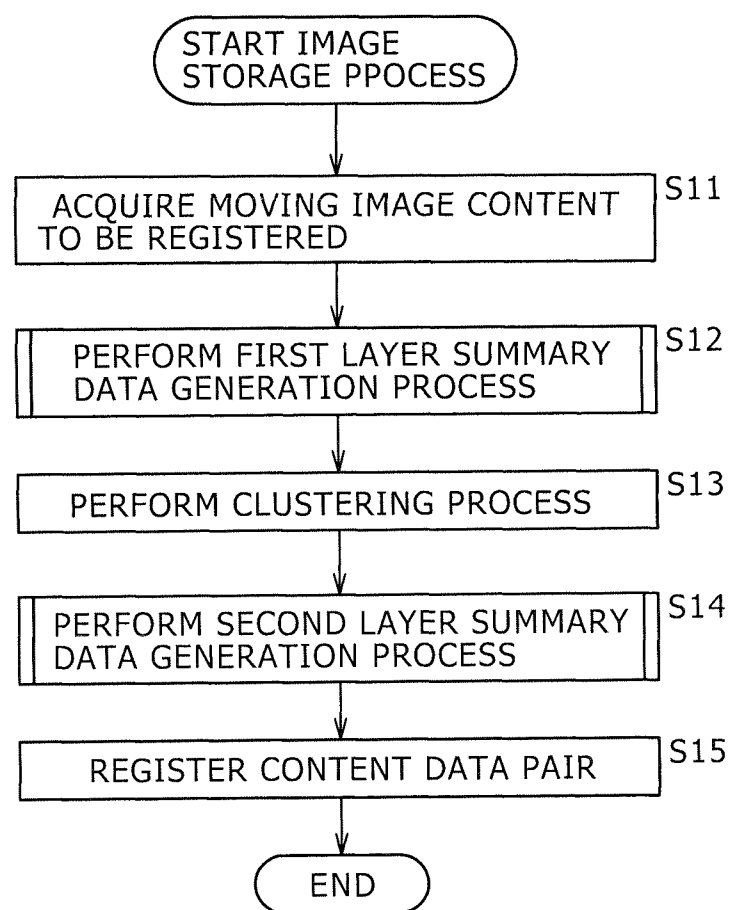 START IMAGE
STORAGE PPOCESS
S11
ACQUIRE MOVING IMAGE CONTENT
TO BE REGISTERED
S12
PERFORM FIRST LAYER SUMMARY
DATA GENERATION PROCESS
S13
PERFORM CLUSTERING PROCESS
S14
PERFORM SECOND LAYER SUMMARY
DATA GENERATION PROCESS
S15
REGISTER CONTENT DATA PAIR
END